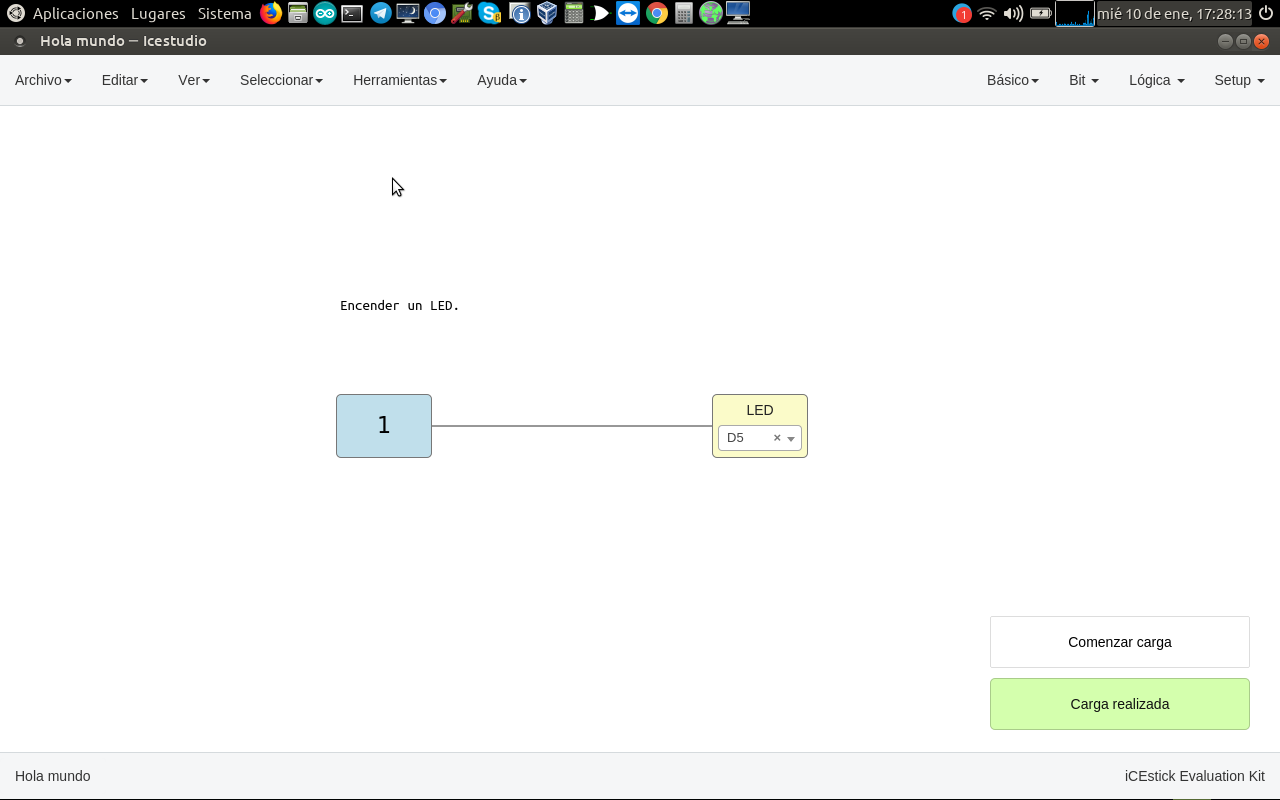 Aplicaciones Lugares Sistema 1 mié 10 de ene, 17:28:13
Hola mundo — Icestudio
Archivo Editar Ver Seleccionar Herramientas Ayuda Básico Bit Lógica Setup
Encender un LED.
1 LED
D5 ×
Comenzar carga
Carga realizada
Hola mundo iCEstick Evaluation Kit